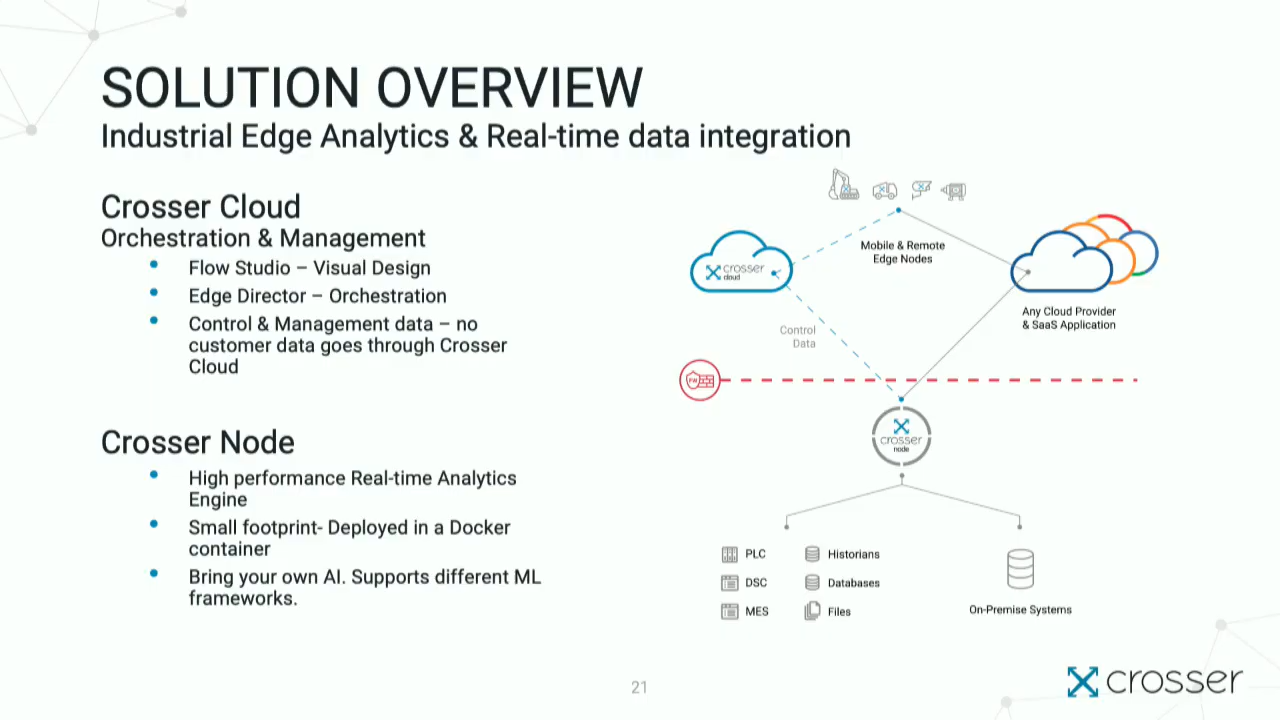 SOLUTION OVERVIEW
Industrial Edge Analytics & Real-time data integration
Crosser Cloud
Orchestration & Management
Flow Studio – Visual Design
Edge Director – Orchestration
Control & Management data – no
customer data goes through Crosser
Cloud
Crosser Node
High performance Real-time Analytics
Engine
Small footprint- Deployed in a Docker
container
Bring your own AI. Supports different ML
frameworks.
Mobile & Remote
Edge Nodes
crosser
cloud
Any Cloud Provider
& SaaS Application
Control
Data
FW
crosser
node
PLC
DSC
MES
Historians
Databases
Files
On-Premise Systems
21
crosser